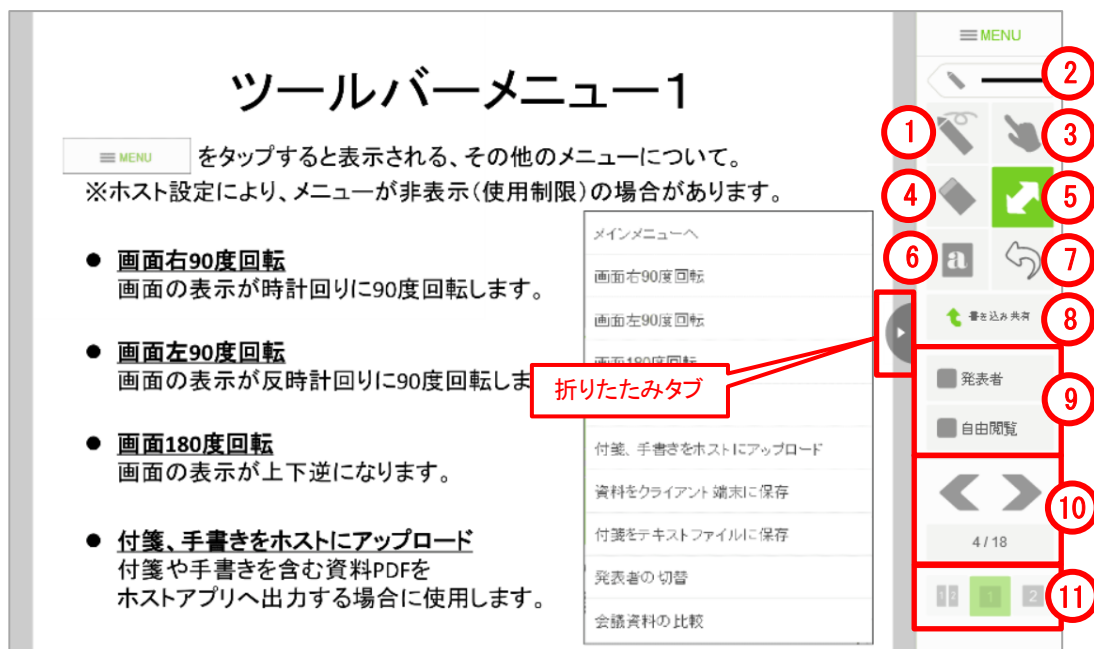 ツールバーメニュー1
≡ MENU をタップすると表示される、その他のメニューについて。
※ホスト設定により、メニューが非表示(使用制限)の場合があります。
● 画面右90度回転
画面の表示が時計回りに90度回転します。
● 画面左90度回転
画面の表示が反時計回りに90度回転しま
● 画面180度回転
画面の表示が上下逆になります。
● 付箋、手書きをホストにアップロード
付箋や手書きを含む資料PDFを
ホストアプリへ出力する場合に使用します。
メインメニューへ
画面右90度回転
画面左90度回転
画面180度回転
付箋、手書きをホストにアップロード
資料をクライアント端末に保存
付箋をテキストファイルに保存
発表者の切替
会議資料の比較
折りたたみタブ
≡ MENU
2
1
3
4
5
a
6
7
書き込み共有
8
発表者
自由閲覧
9
10
4 / 18
1 2
1
2
11